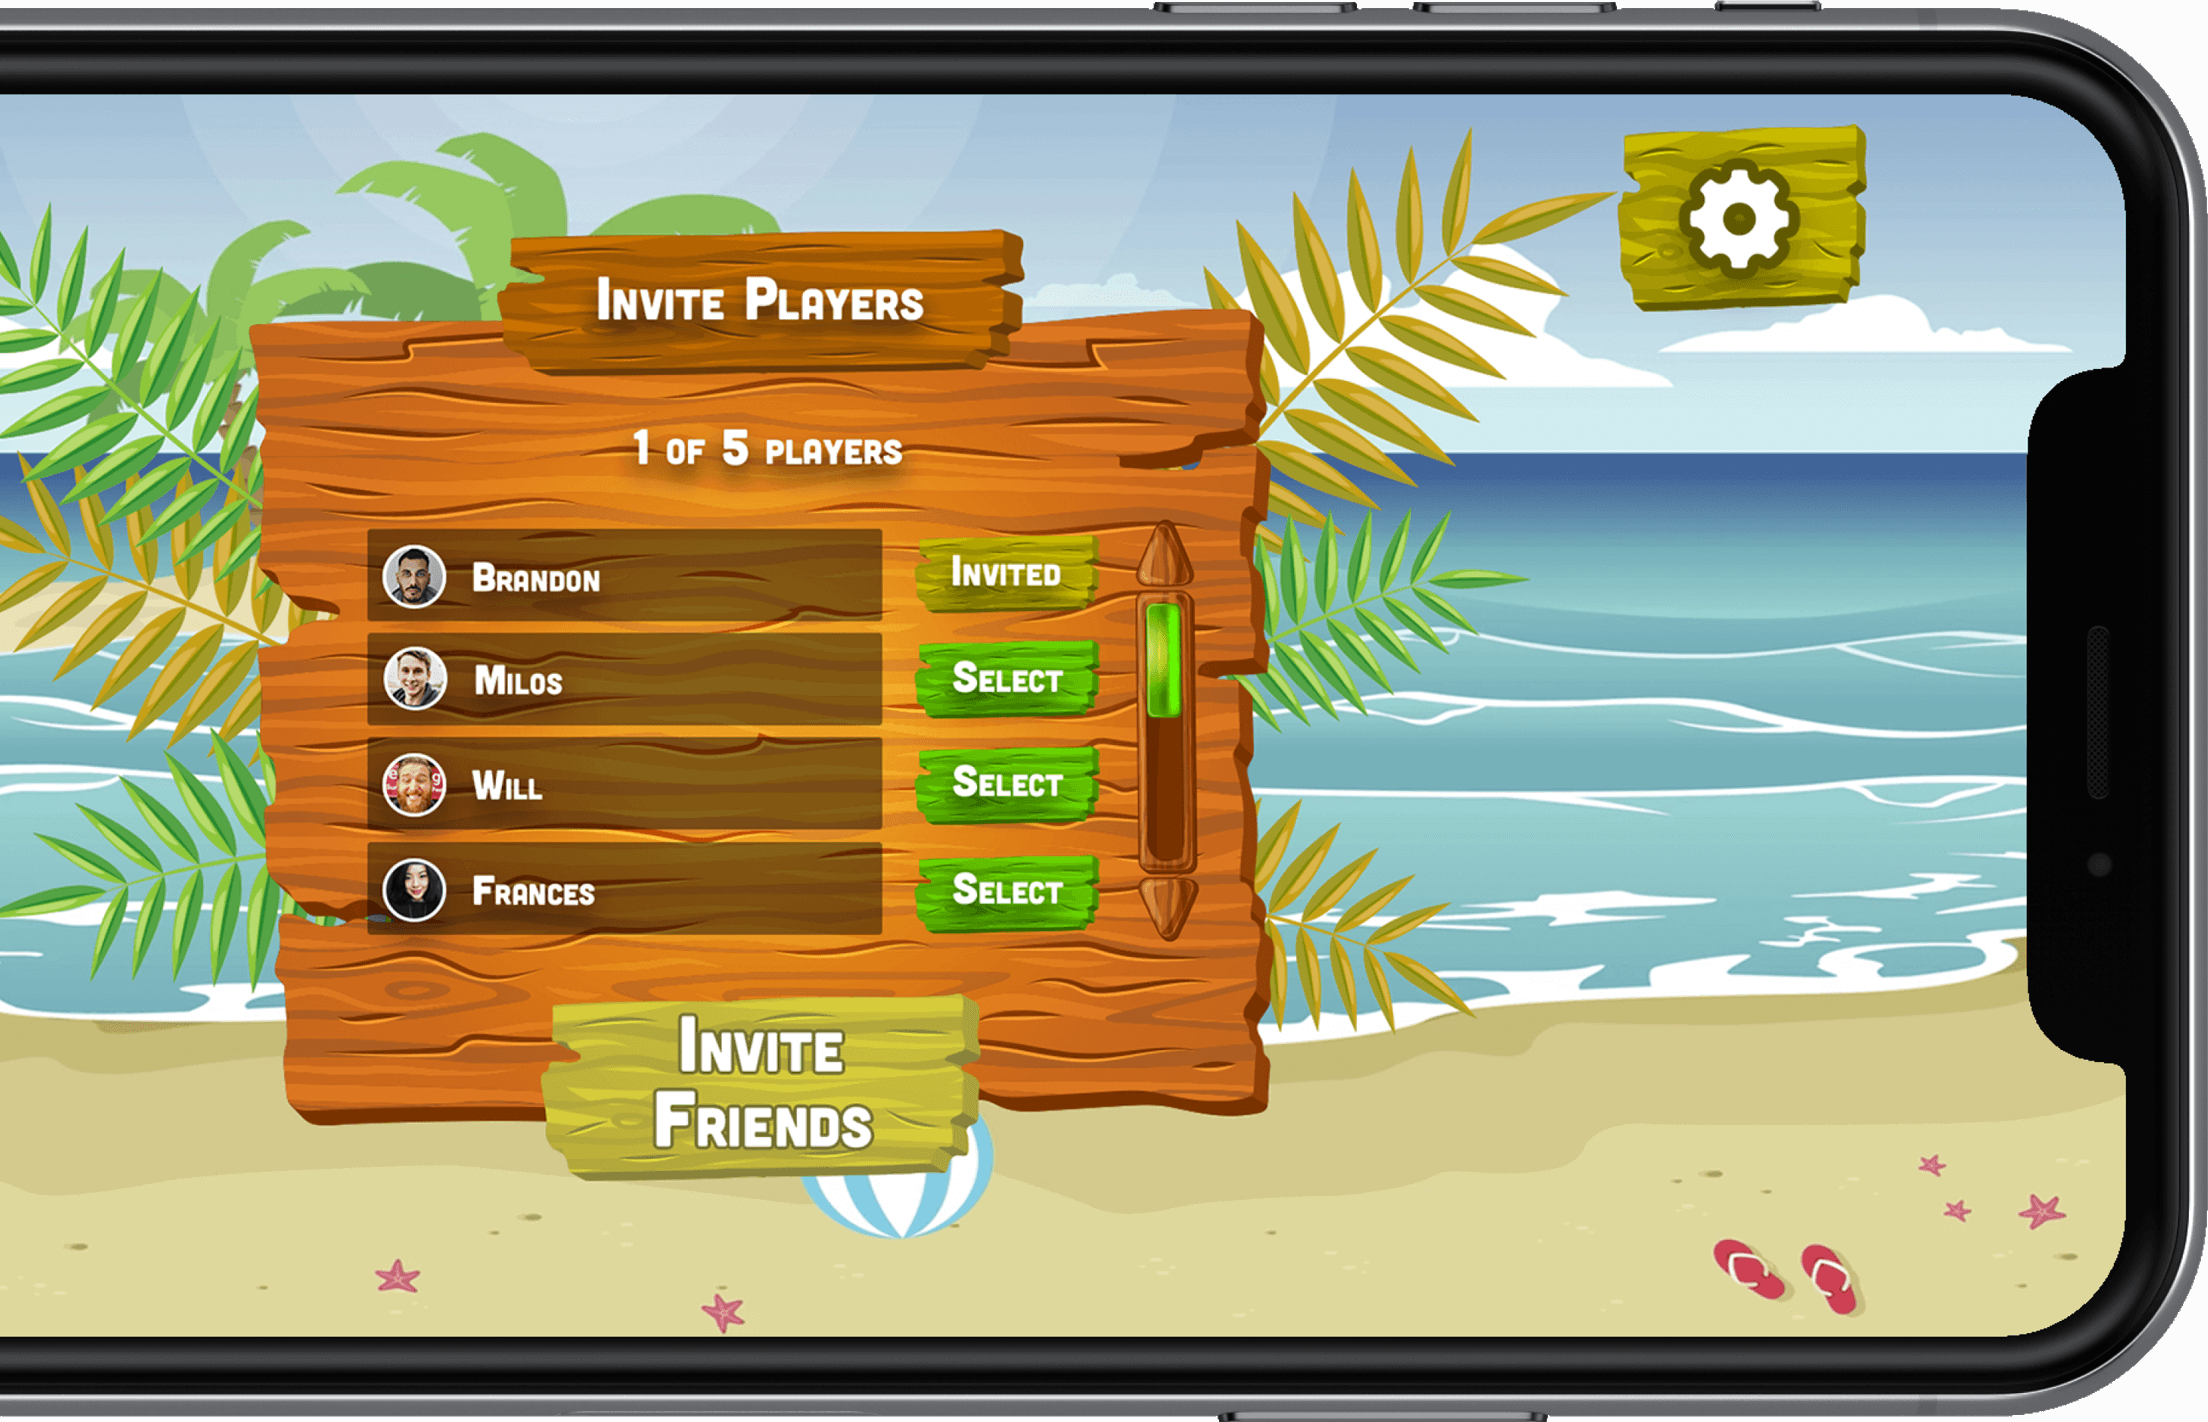 Invite Players
1 of 5 players
Brandon
Invited
Milos
Select
Will
Select
Frances
Select
Invite
Friends